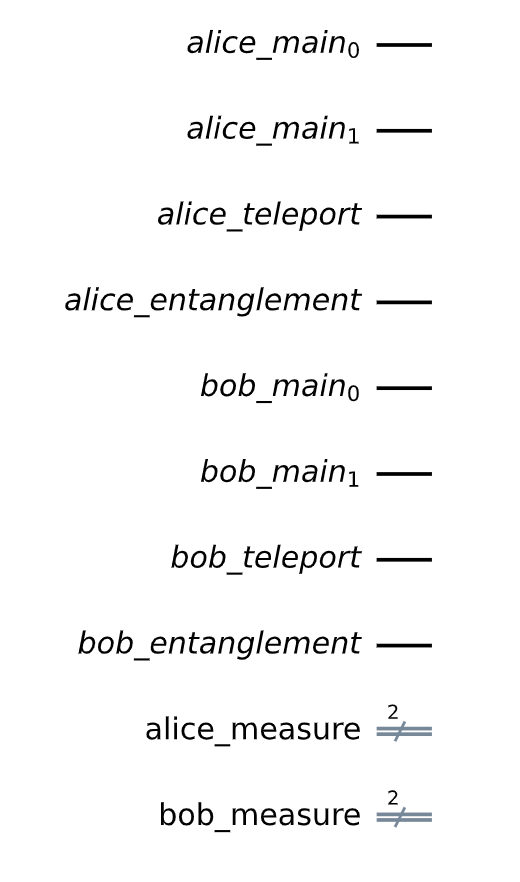 alice_main₀
alice_main₁
alice_teleport
alice_entanglement
bob_main₀
bob_main₁
bob_teleport
bob_entanglement
alice_measure 2
bob_measure 2